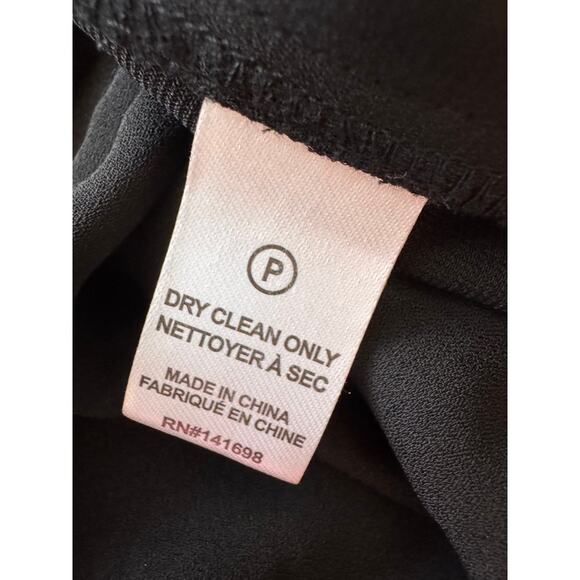 P
DRY CLEAN ONLY
NETTOYER À SEC
MADE IN CHINA
FABRIQUÉ EN CHINE
RN#141698